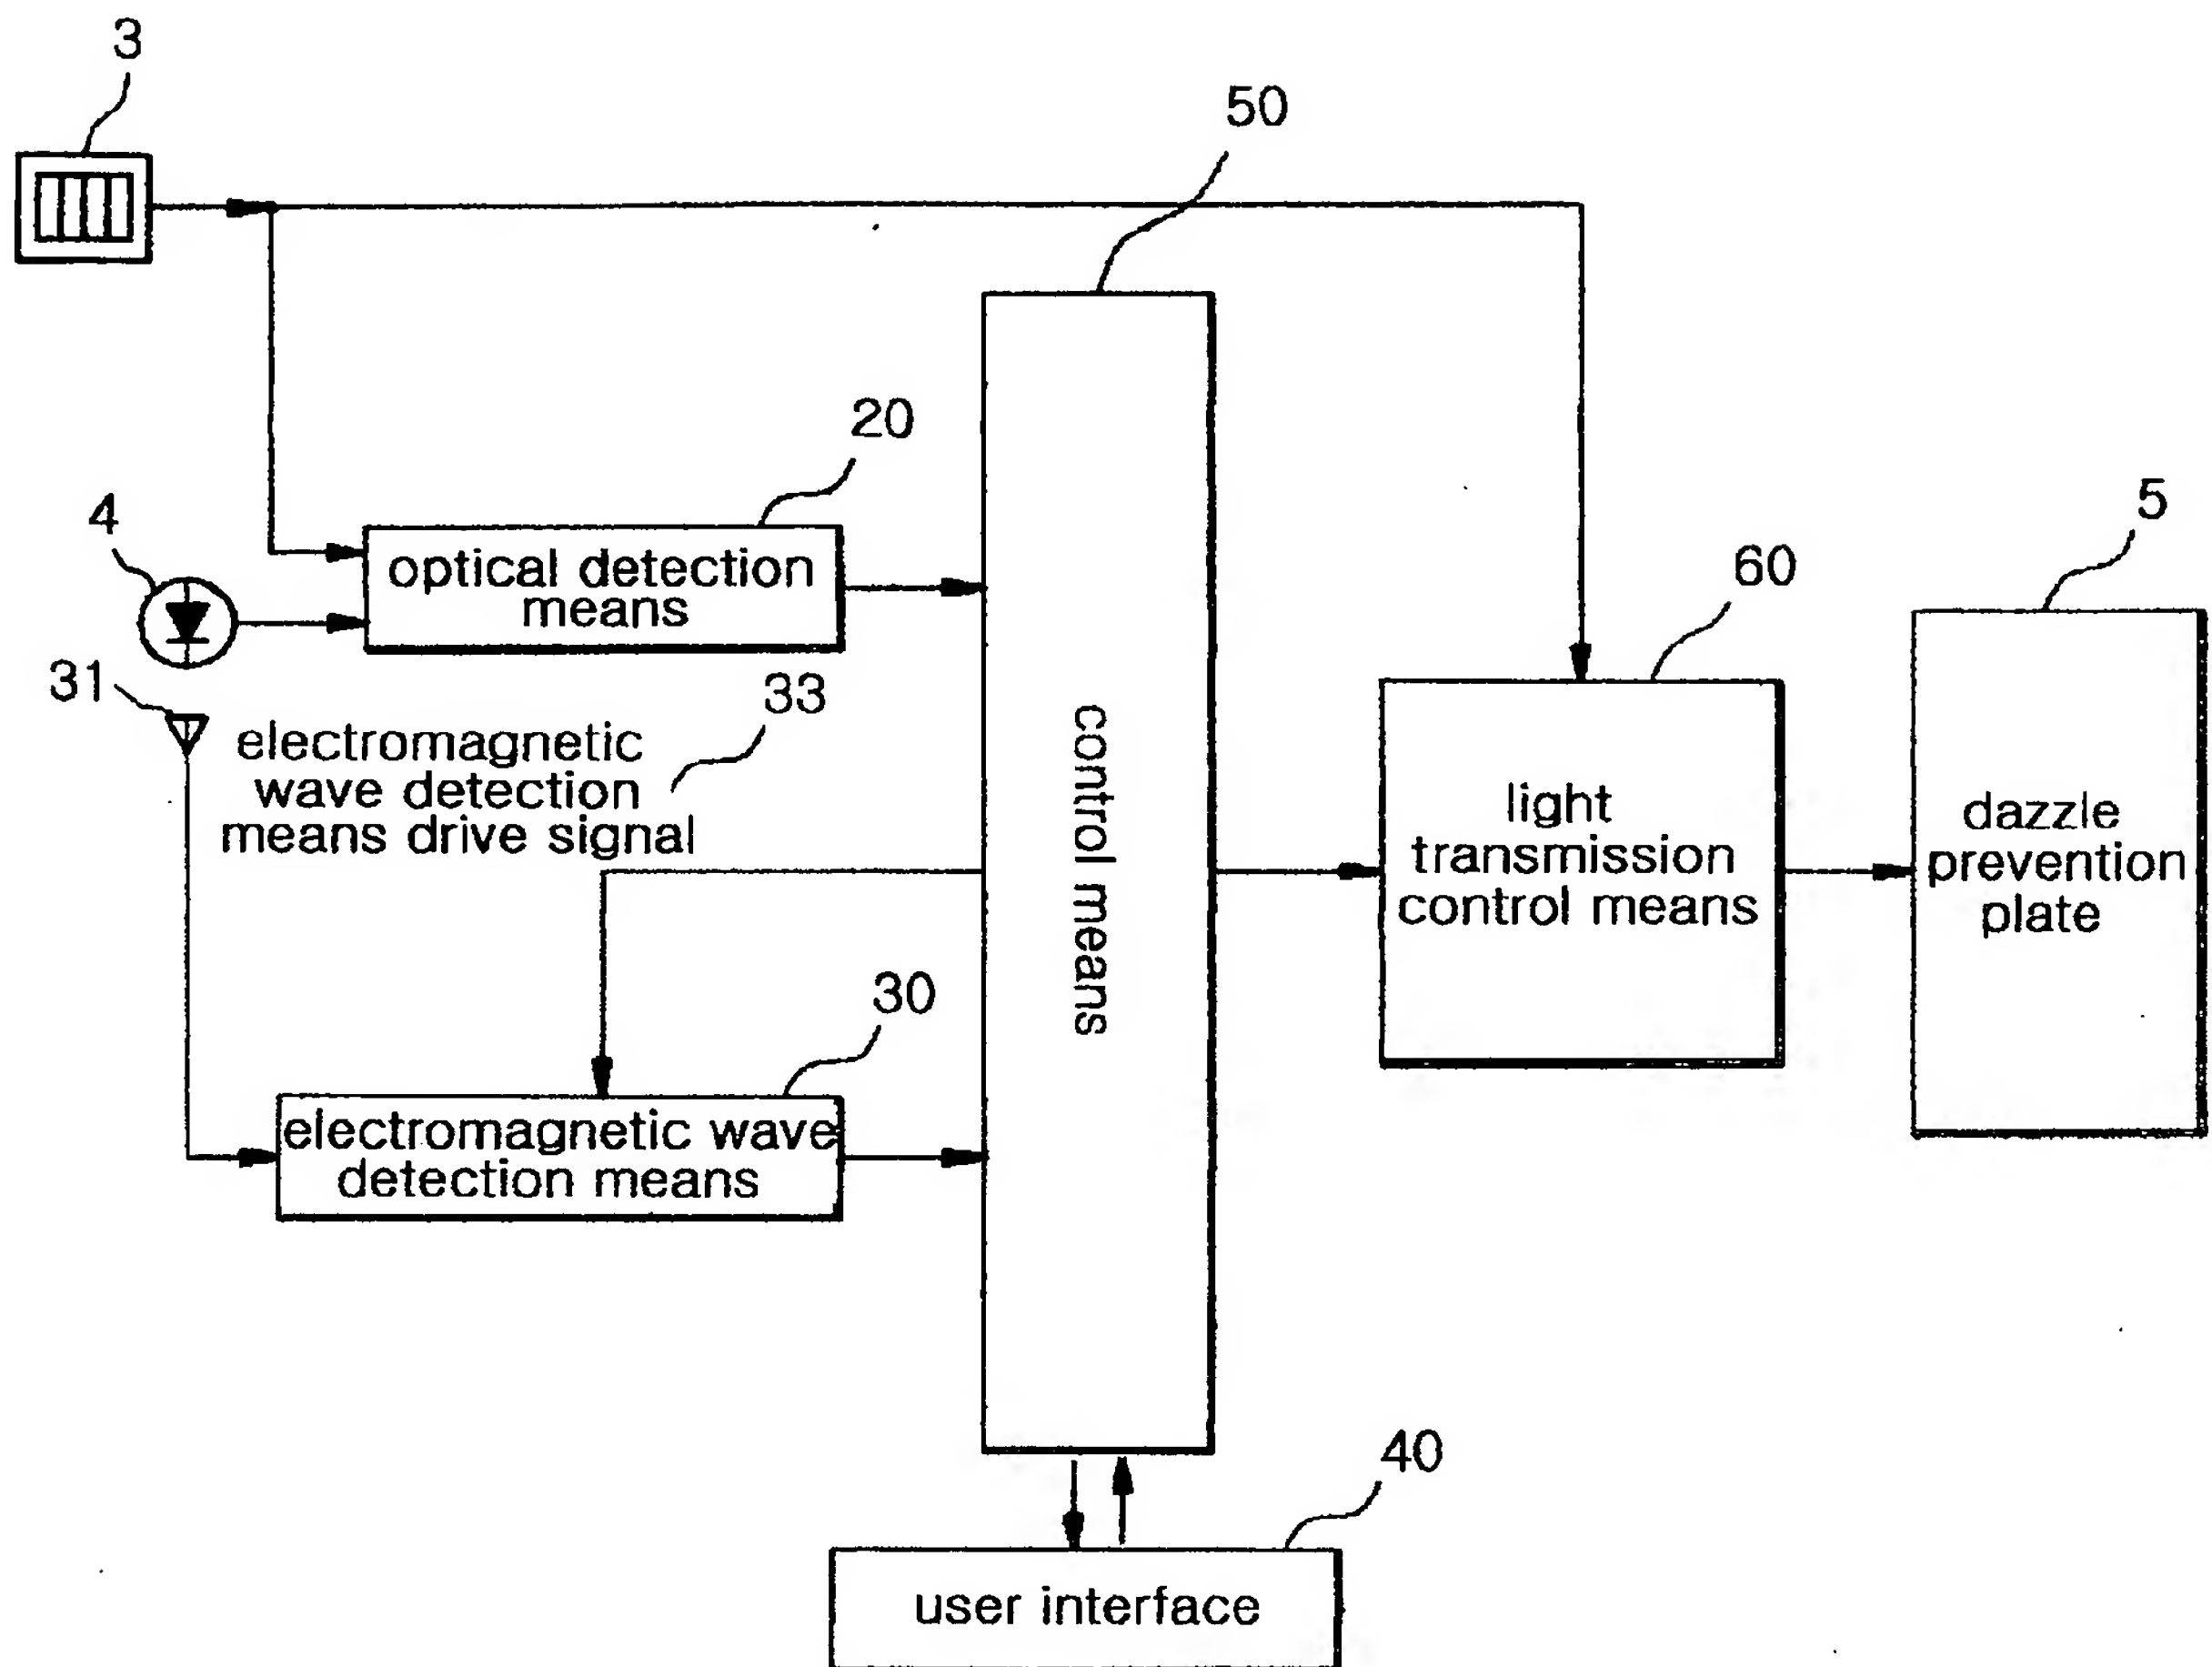 3
50
20
optical detection
means
4
31
33
electromagnetic
wave detection
means drive signal
control means
60
light
transmission
control means
5
dazzle
prevention
plate
30
electromagnetic wave
detection means
40
user interface